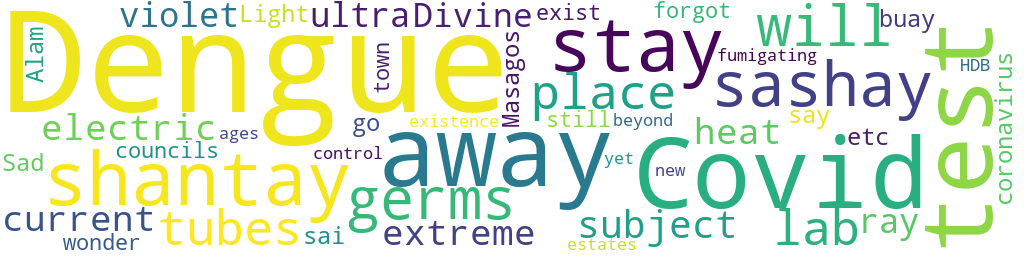 Dengue
violet
Light
ultraDivine
exist
forgot
will
buay
Alam
town
Masagos
stay
fumigating
sashay
HDB
test
coronavirus
electric
ages
go
existence
place
still
beyond
heat
say
etc
Sad
councils
control
away
yet
Covid
new
shantay
germs
current
wonder
tubes
sai
extreme
subject
estates
lab
ray